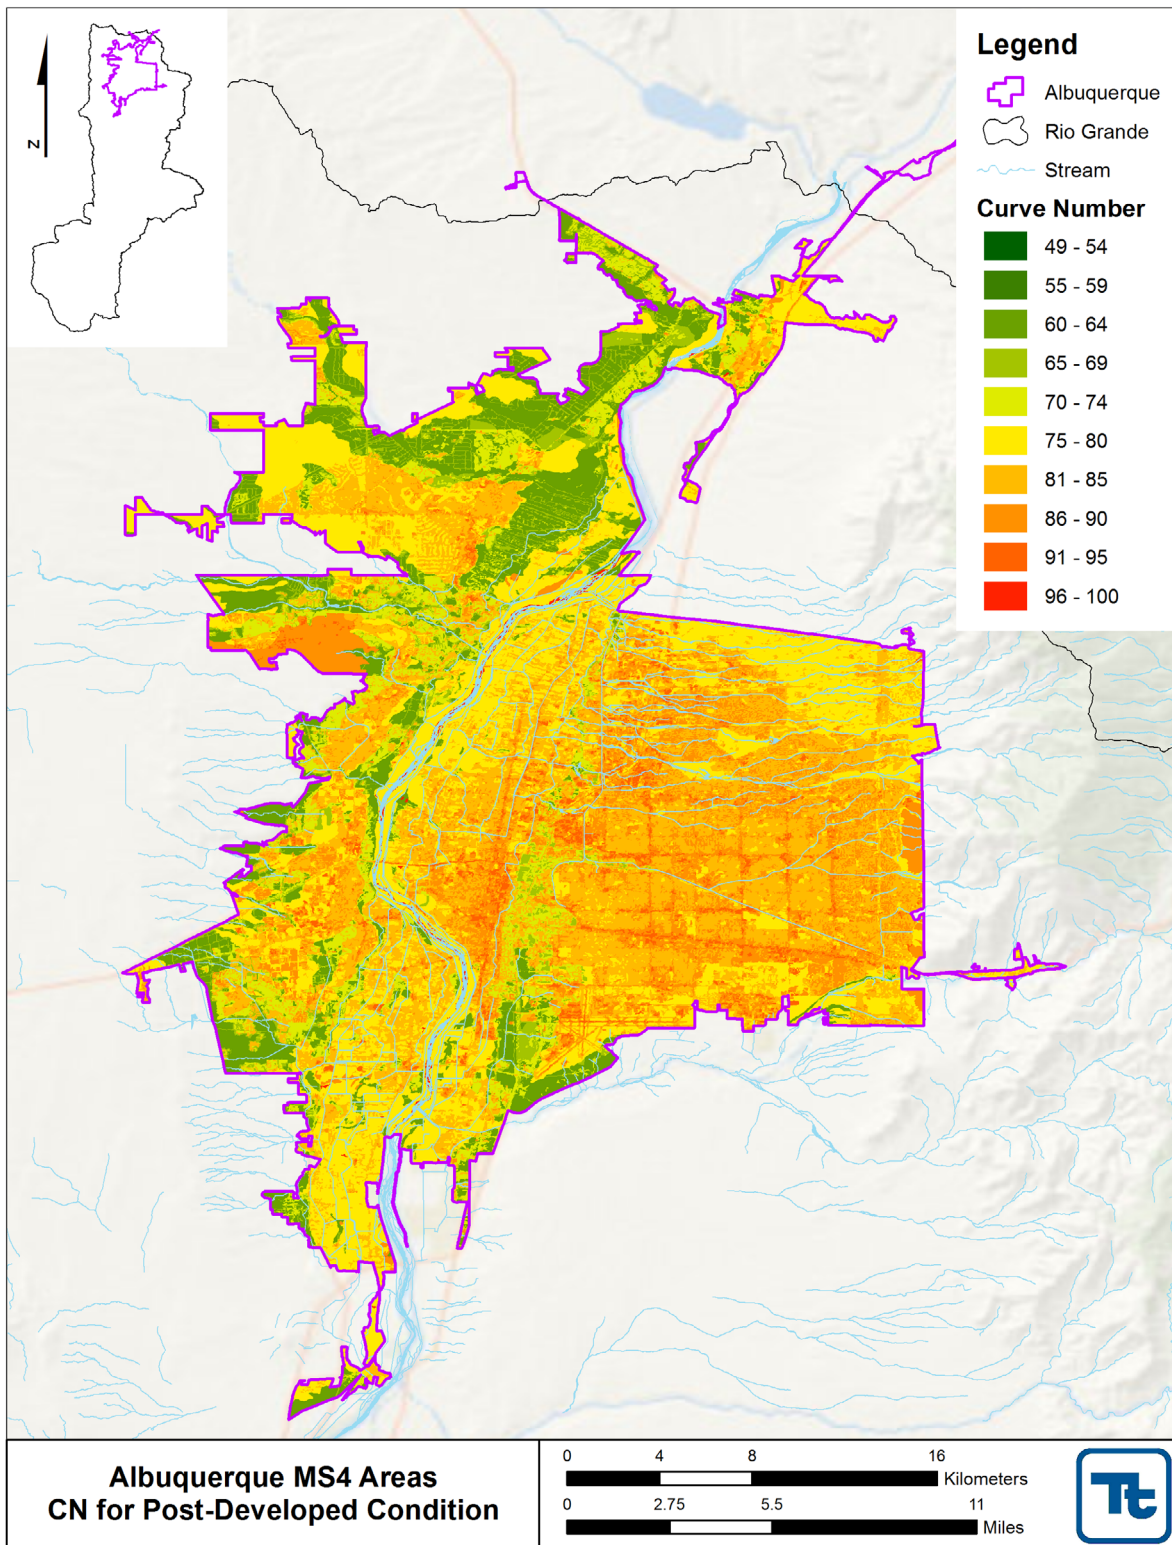 N
Legend
Albuquerque
Rio Grande
Stream
Curve Number
49 - 54
55 - 59
60 - 64
65 - 69
70 - 74
75 - 80
81 - 85
86 - 90
91 - 95
96 - 100
Albuquerque MS4 Areas
CN for Post-Developed Condition
0 4 8 16
Kilometers
0 2.75 5.5 11
Miles
Tt